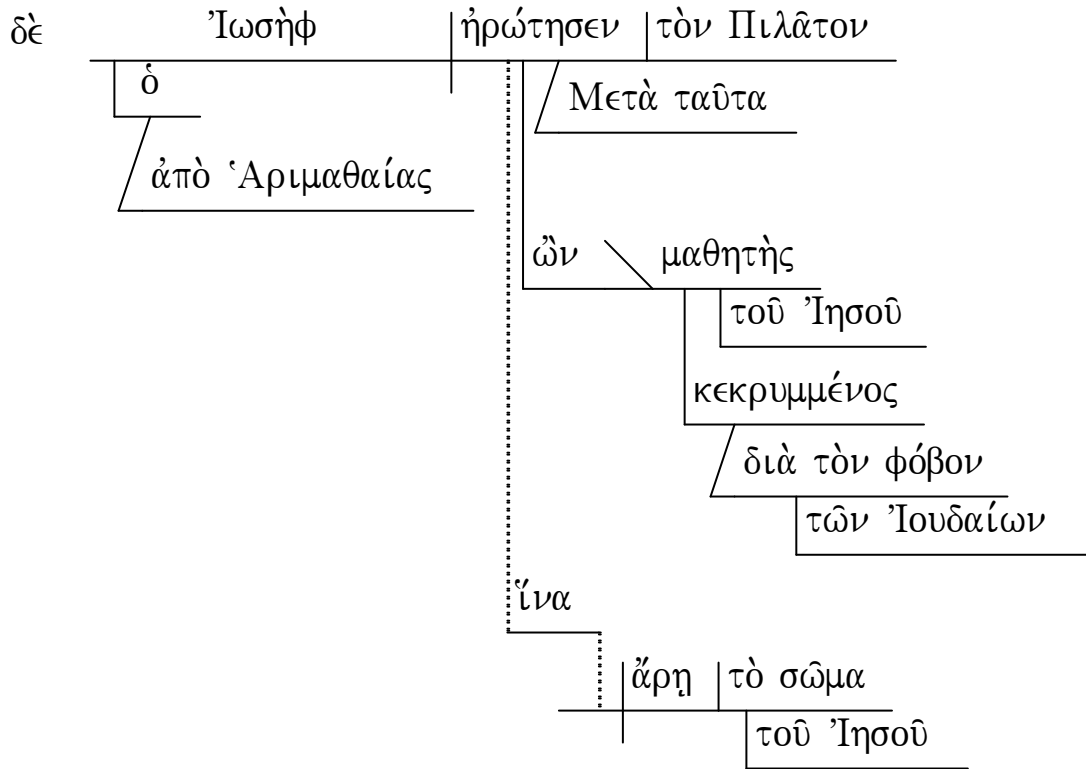 δὲ Ἰωσὴφ ἠρώτησεν τὸν Πιλᾶτον
ὁ Μετὰ ταῦτα
ἀπὸ Ἁριμαθαίας
ὢν μαθητὴς
τοῦ Ἰησοῦ
κεκρυμμένος
διὰ τὸν φόβον
τῶν Ἰουδαίων
ἵνα
ἄρῃ τὸ σῶμα
τοῦ Ἰησοῦ